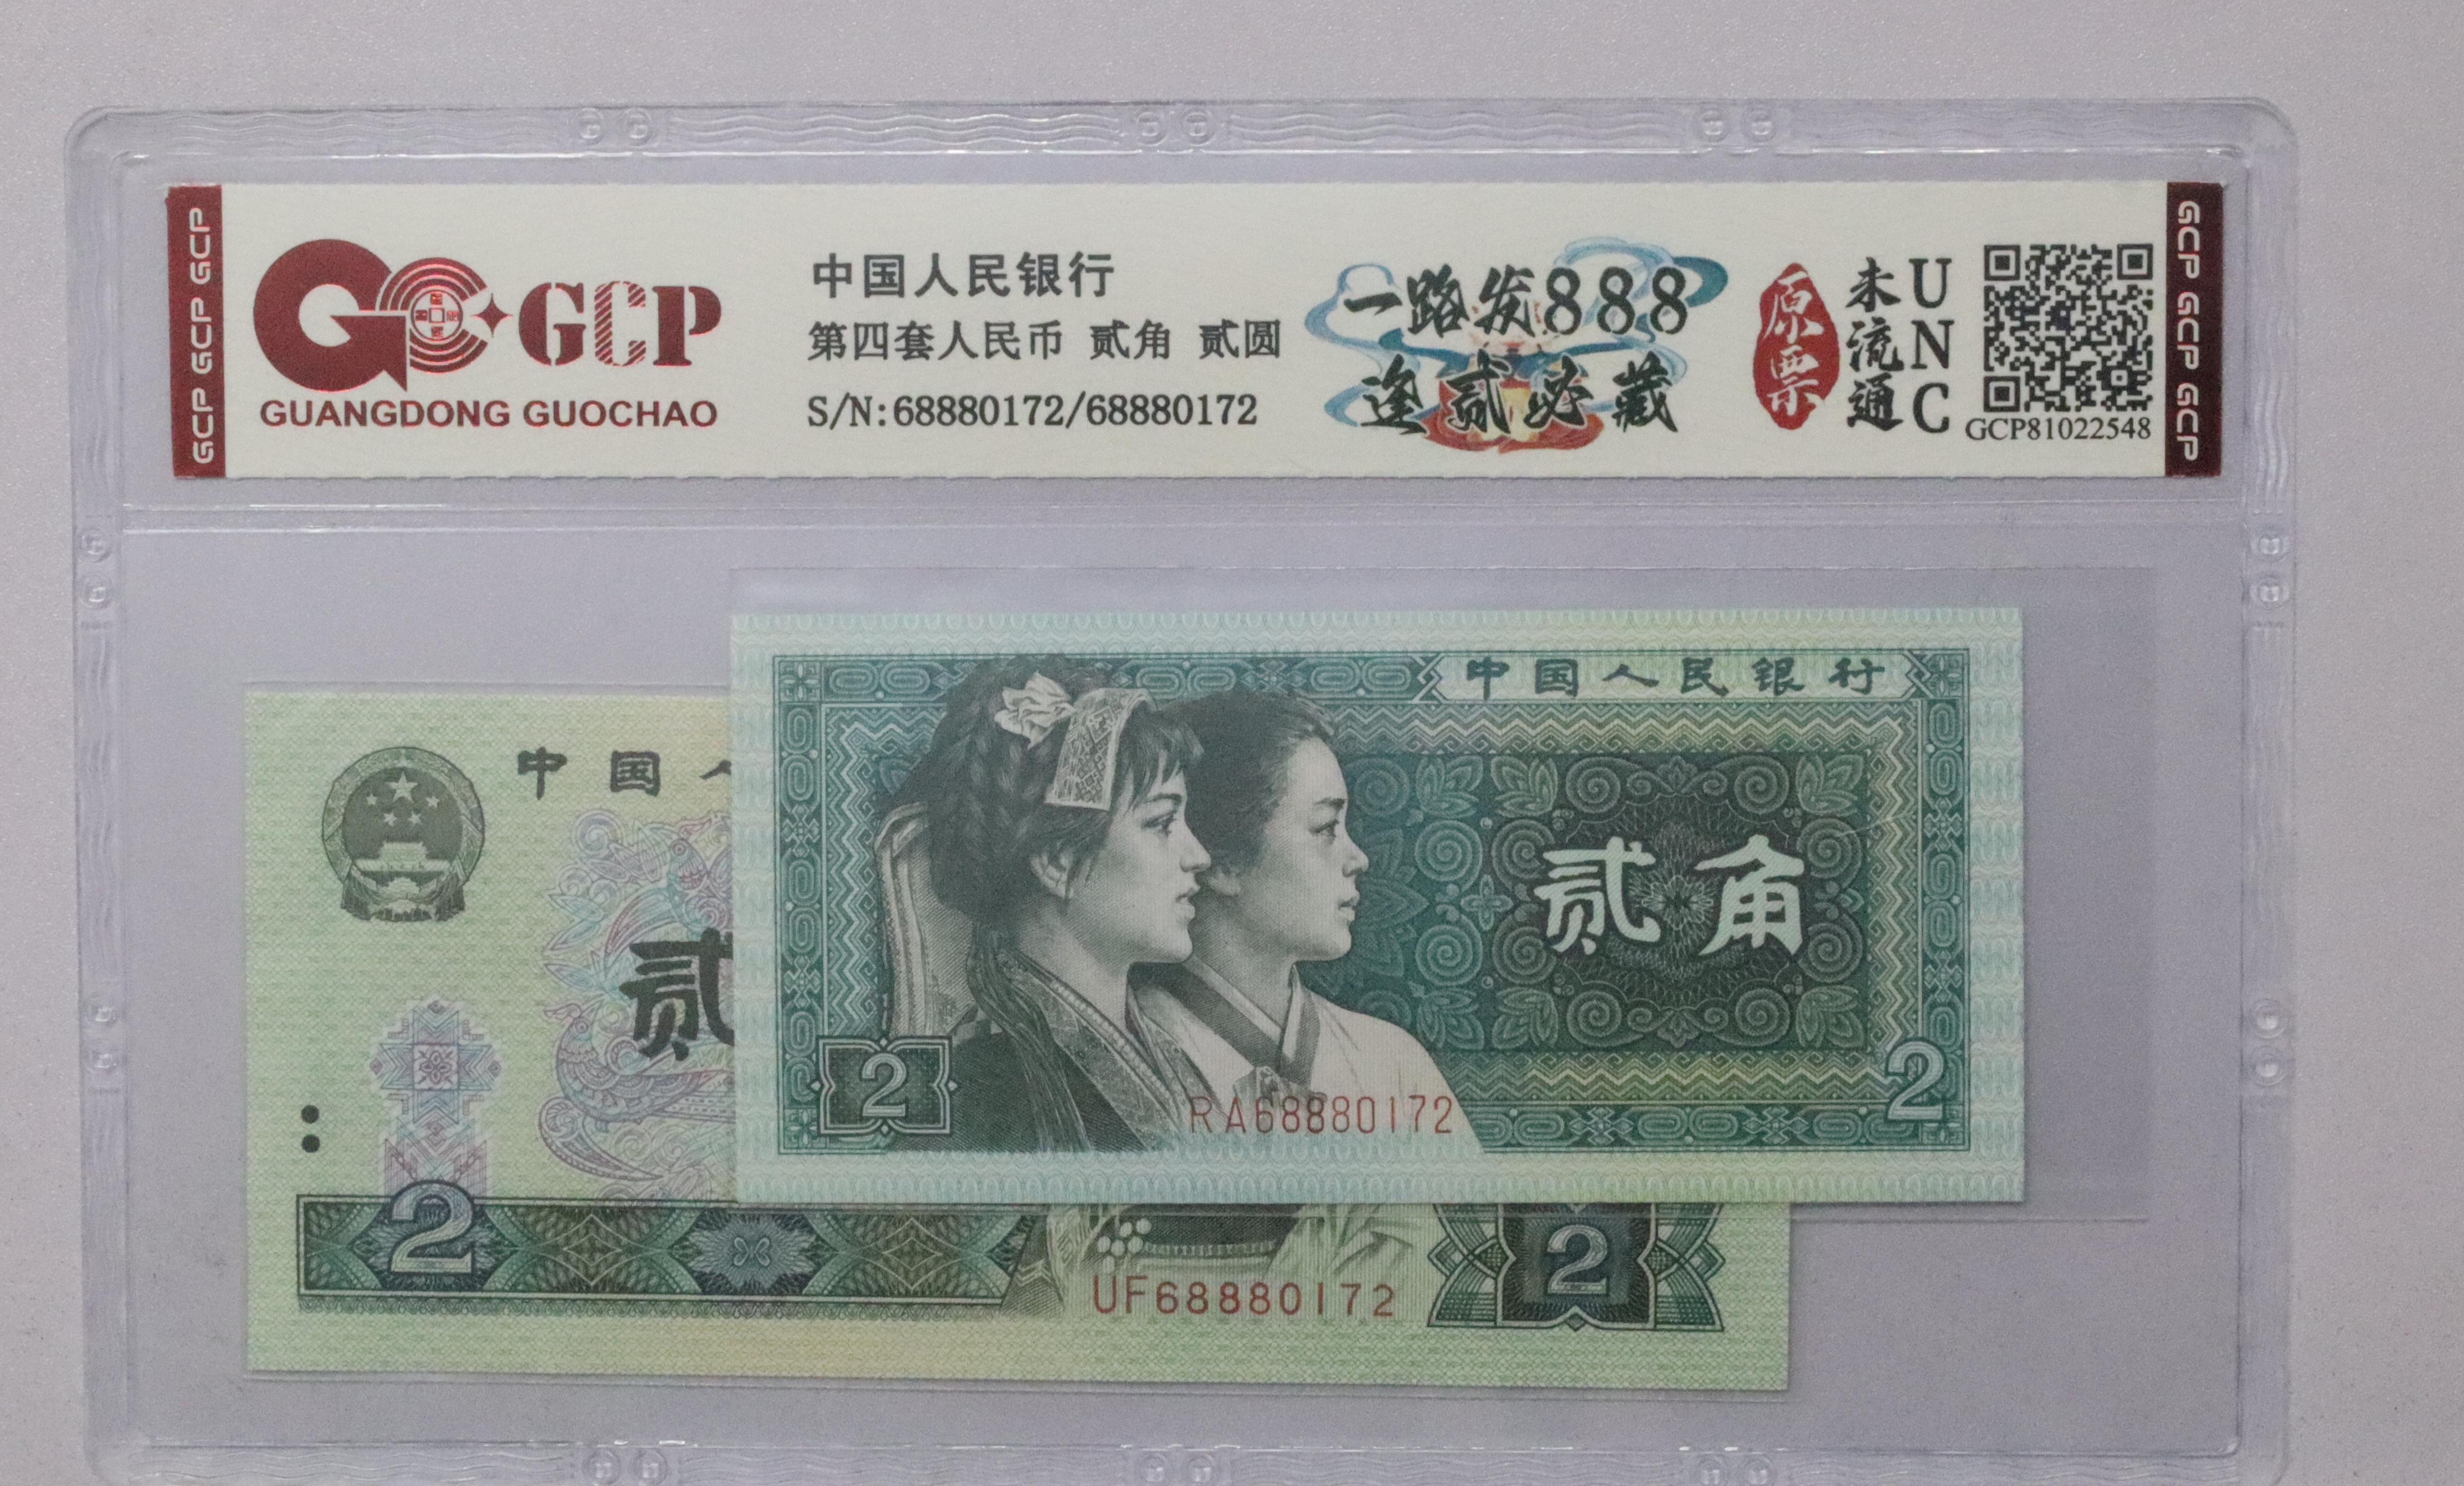 GCP GCP GCP
GCP
GUANGDONG GUOCHAO
中国人民银行
第四套人民币 贰角 贰圆
S/N:68880172/68880172
一路发888
逢贰必藏
原票
未流通
UNC
GCP81022548
GCP GCP GCP
中国人民银行
贰角
2
2
RA68880172
中国
贰
2
2
UF68880172